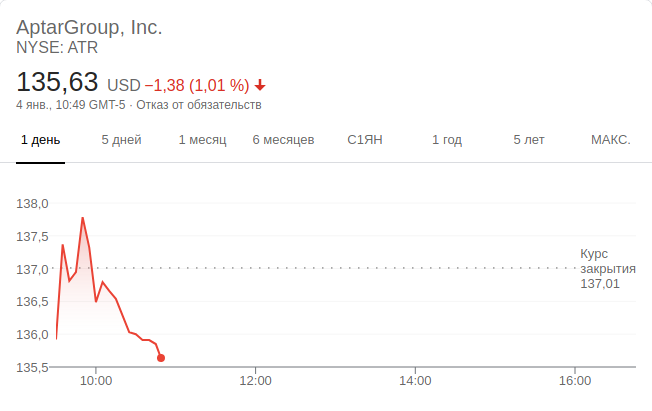 AptarGroup, Inc.
NYSE: ATR
135,63 USD −1,38 (1,01 %)
4 янв., 10:49 GMT-5 · Отказ от обязательств
1 день 5 дней 1 месяц 6 месяцев С1ЯН 1 год 5 лет МАКС.
138,0
137,5
137,0
136,5
136,0
135,5
Курс
закрытия
137,01
10:00 12:00 14:00 16:00